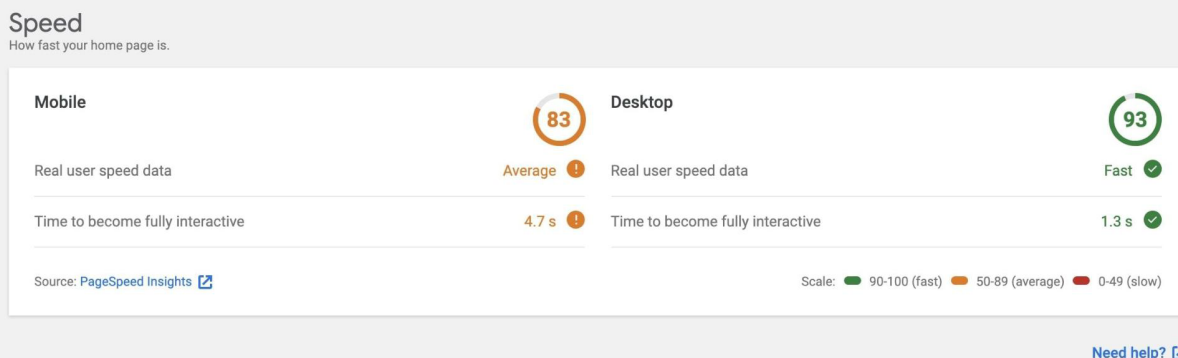 Speed
How fast your home page is.
Mobile
83
Real user speed data
Average
Time to become fully interactive
4.7 s
Desktop
93
Real user speed data
Fast
Time to become fully interactive
1.3 s
Source: PageSpeed Insights
Scale: 90-100 (fast) 50-89 (average) 0-49 (slow)
Need help?